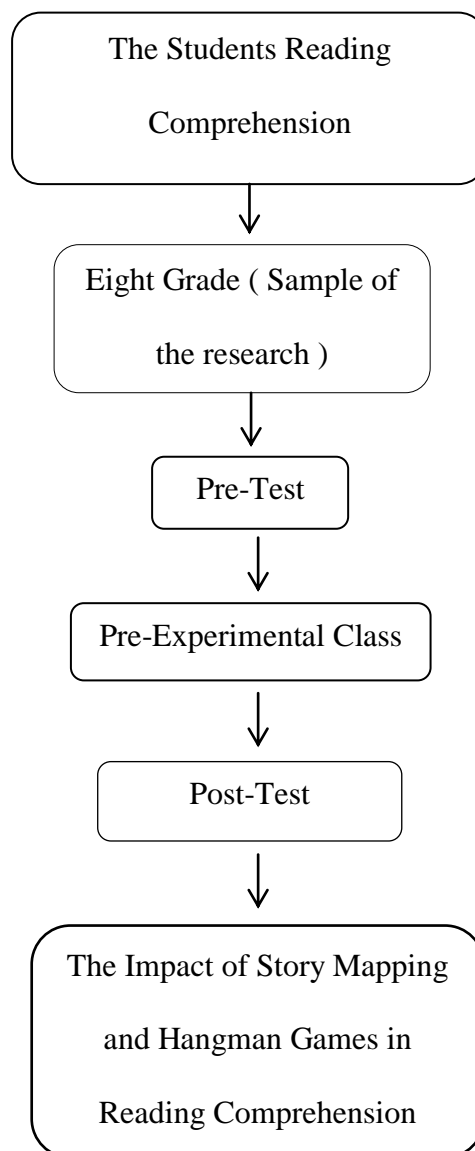 The Students Reading
Comprehension
Eight Grade ( Sample of
the research )
Pre-Test
Pre-Experimental Class
Post-Test
The Impact of Story Mapping
and Hangman Games in
Reading Comprehension